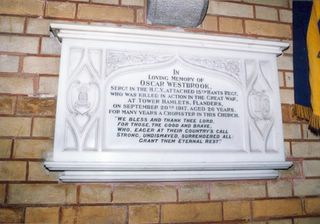 IN
LOVING MEMORY OF
OSCAR WESTBROOK.
SERGT IN THE H.C.Y. ATTACHED 15TH HANTS REGT.
WHO WAS KILLED IN ACTION IN THE GREAT WAR,
AT TOWER HAMLETS, FLANDERS,
ON SEPTEMBER 20TH 1917. AGED 26 YEARS.
FOR MANY YEARS A CHORISTER IN THIS CHURCH.
"WE BLESS AND THANK THEE LORD,
FOR THOSE, THE GOOD AND BRAVE,
WHO, EAGER AT THEIR COUNTRY'S CALL
STRONG, UNDISMAYED, SURRENDERED ALL:
GRANT THEM ETERNAL REST"